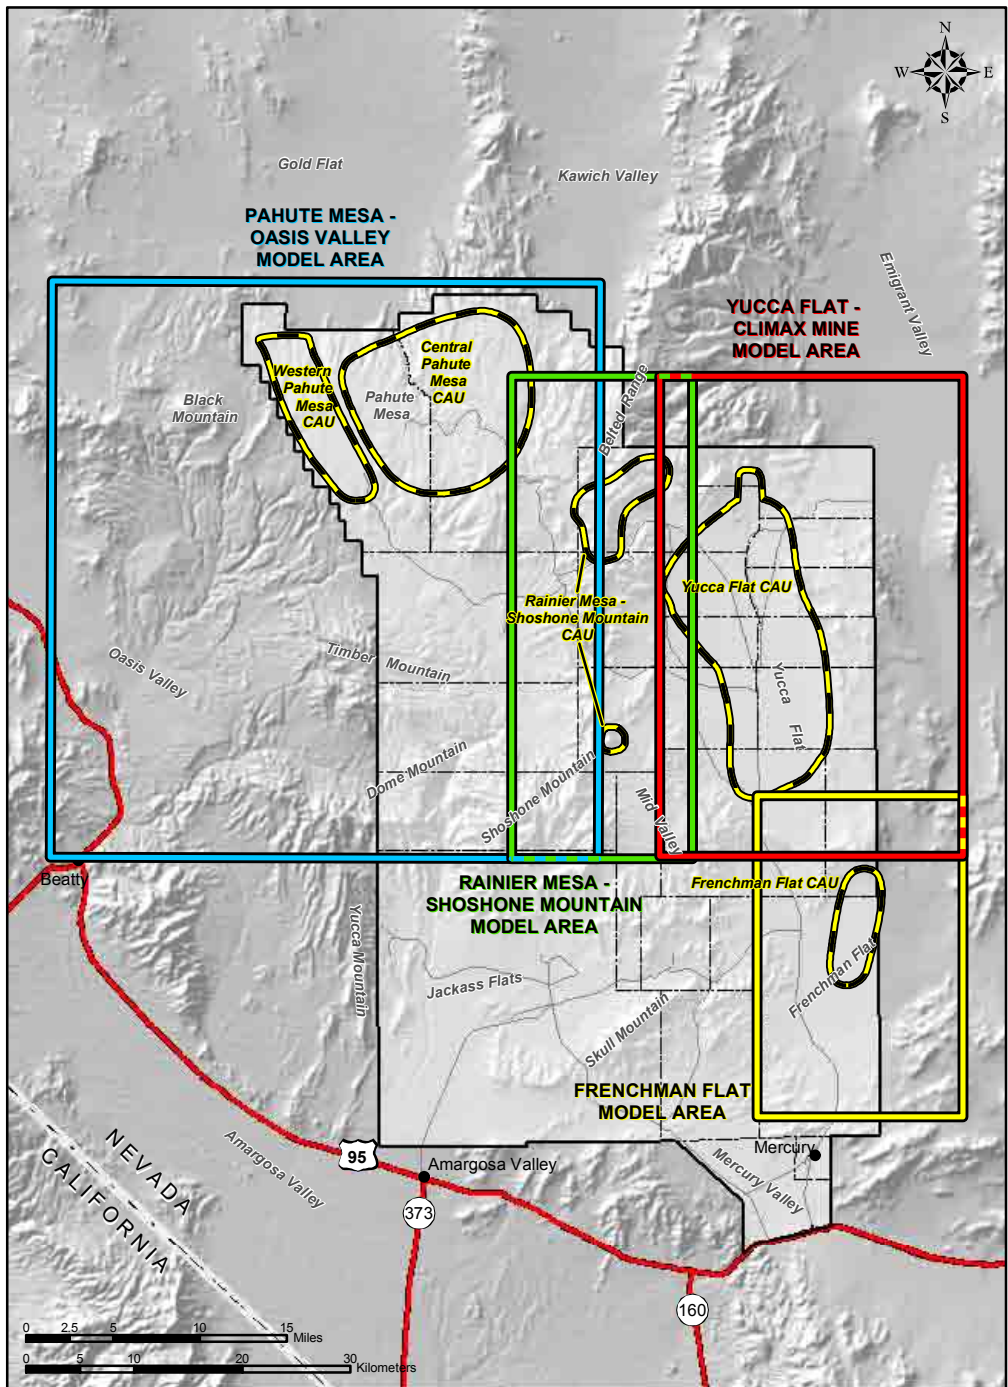 N
W
E
S
Gold Flat
Kawich Valley
PAHUTE MESA -
OASIS VALLEY
MODEL AREA
Emigrant Valley
YUCCA FLAT -
CLIMAX MINE
MODEL AREA
Western
Pahute
Mesa
CAU
Central
Pahute
Mesa
CAU
Pahute
Mesa
Black
Mountain
Belted Range
Yucca Flat CAU
Rainier Mesa -
Shoshone Mountain
CAU
Oasis Valley
Timber Mountain
Yucca
Flat
Dome Mountain
Shoshone Mountain
Mid Valley
Beatty
RAINIER MESA -
SHOSHONE MOUNTAIN
MODEL AREA
Frenchman Flat CAU
Yucca Mountain
Jackass Flats
Frenchman Flat
Skull Mountain
FRENCHMAN FLAT
MODEL AREA
NEVADA
CALIFORNIA
Amargosa Valley
95
Amargosa Valley
Mercury
Mercury Valley
373
160
0 2.5 5 10 15
Miles
0 5 10 20 30
Kilometers